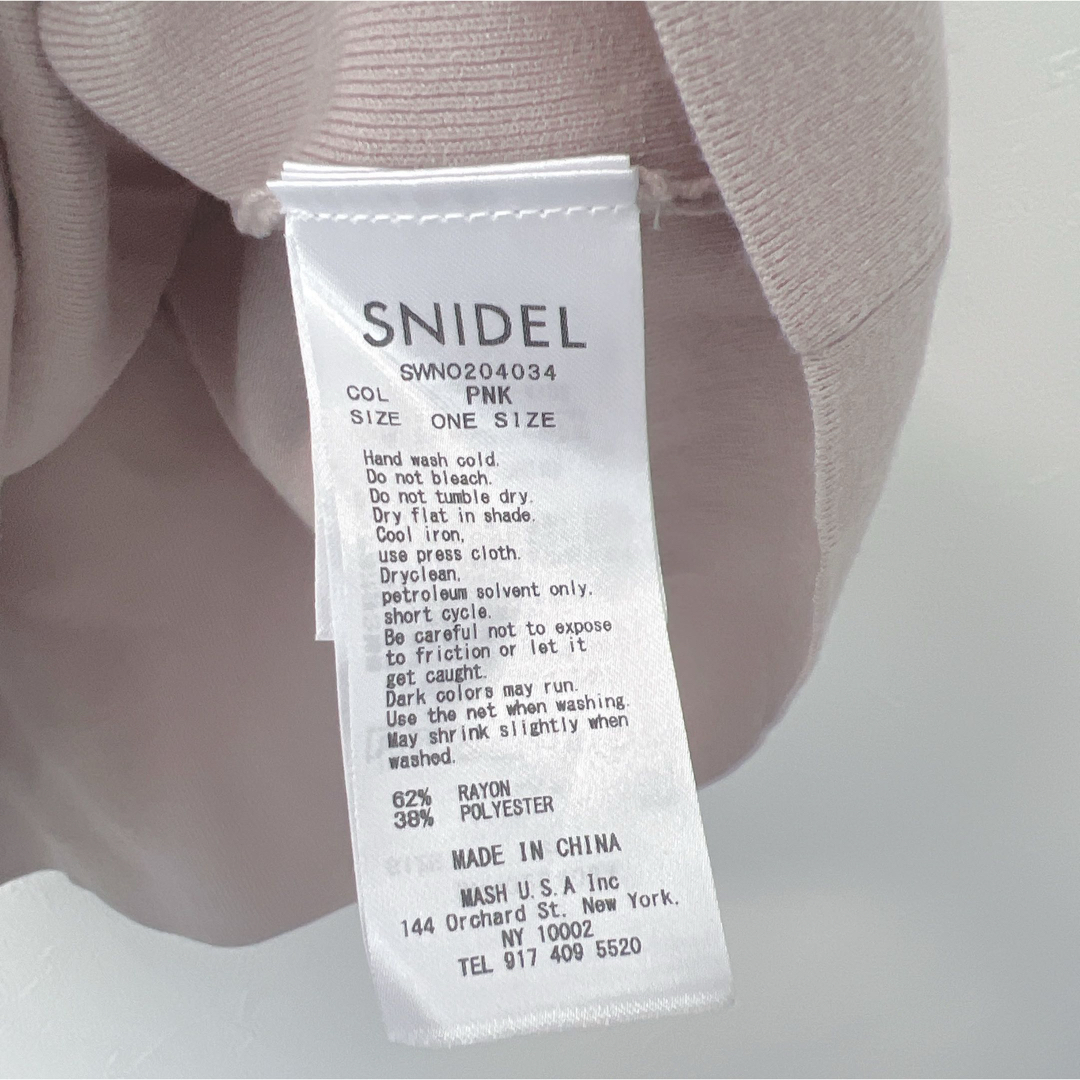 SNIDEL
SWNO204034
COL PNK
SIZE ONE SIZE
Hand wash cold.
Do not bleach.
Do not tumble dry.
Dry flat in shade.
Cool iron,
use press cloth.
Dryclean,
petroleum solvent only.
short cycle.
Be careful not to expose
to friction or let it
get caught.
Dark colors may run.
Use the net when washing.
May shrink slightly when
washed.
62% RAYON
38% POLYESTER
MADE IN CHINA
MASH U.S.A Inc
144 Orchard St. New York.
NY 10002
TEL 917 409 5520